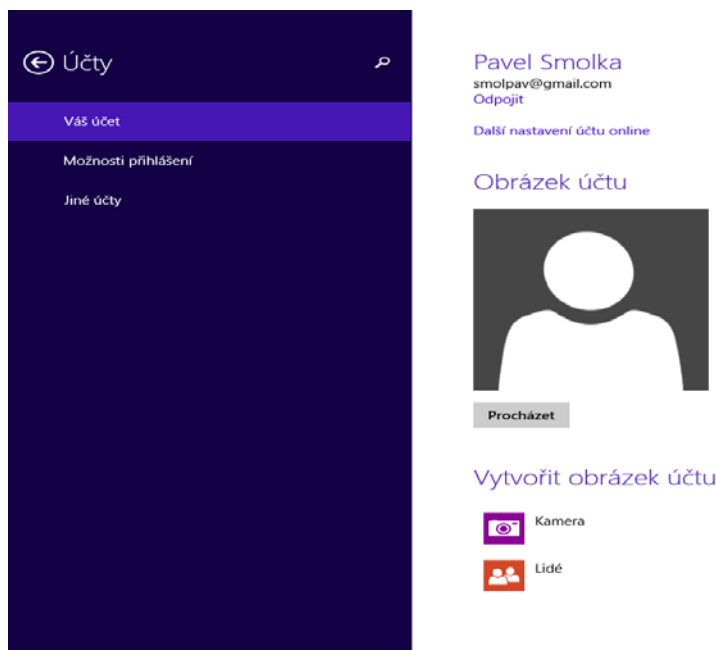 Účty
Váš účet
Možnosti přihlášení
Jiné účty
Pavel Smolka
smolpav@gmail.com
Odpojit
Další nastavení účtu online
Obrázek účtu
Procházet
Vytvořit obrázek účtu
Kamera
Lidé